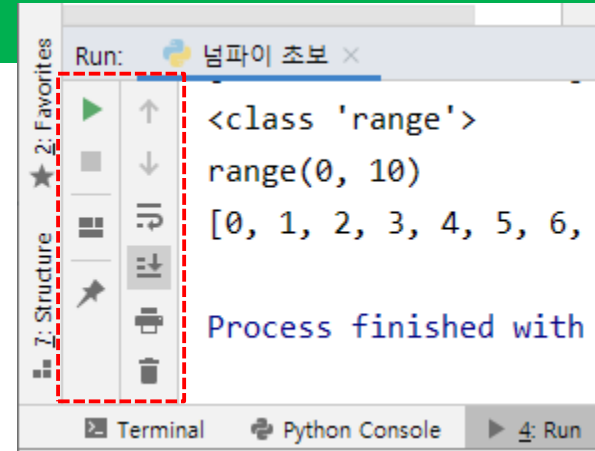 2: Favorites
7: Structure
Run: 넘파이 초보
<class 'range'>
range(0, 10)
[0, 1, 2, 3, 4, 5, 6,
Process finished with
Terminal Python Console 4: Run